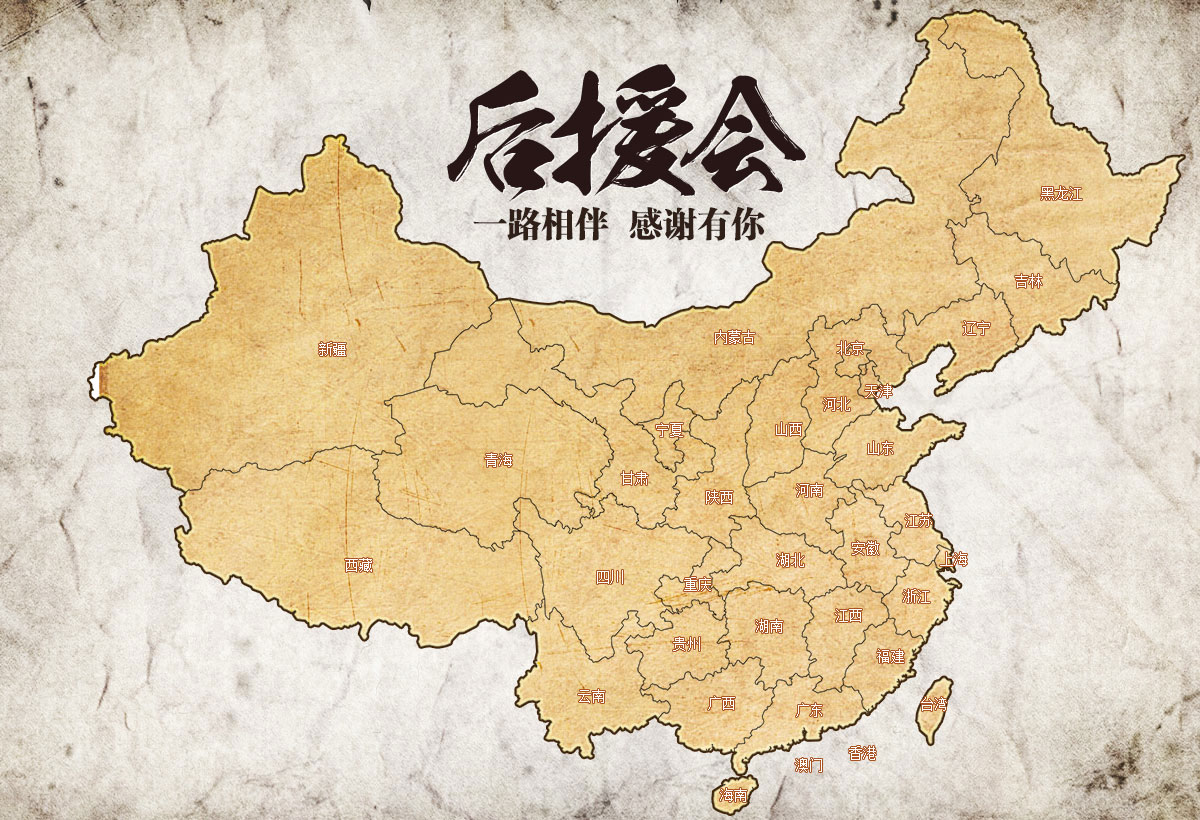 后援会
一路相伴 感谢有你
黑龙江
吉林
辽宁
内蒙古
北京
新疆
天津
河北
宁夏
山西
山东
青海
甘肃
河南
陕西
江苏
安徽
上海
湖北
西藏
四川
重庆
浙江
江西
湖南
贵州
福建
云南
广西
台湾
广东
香港
澳门
海南